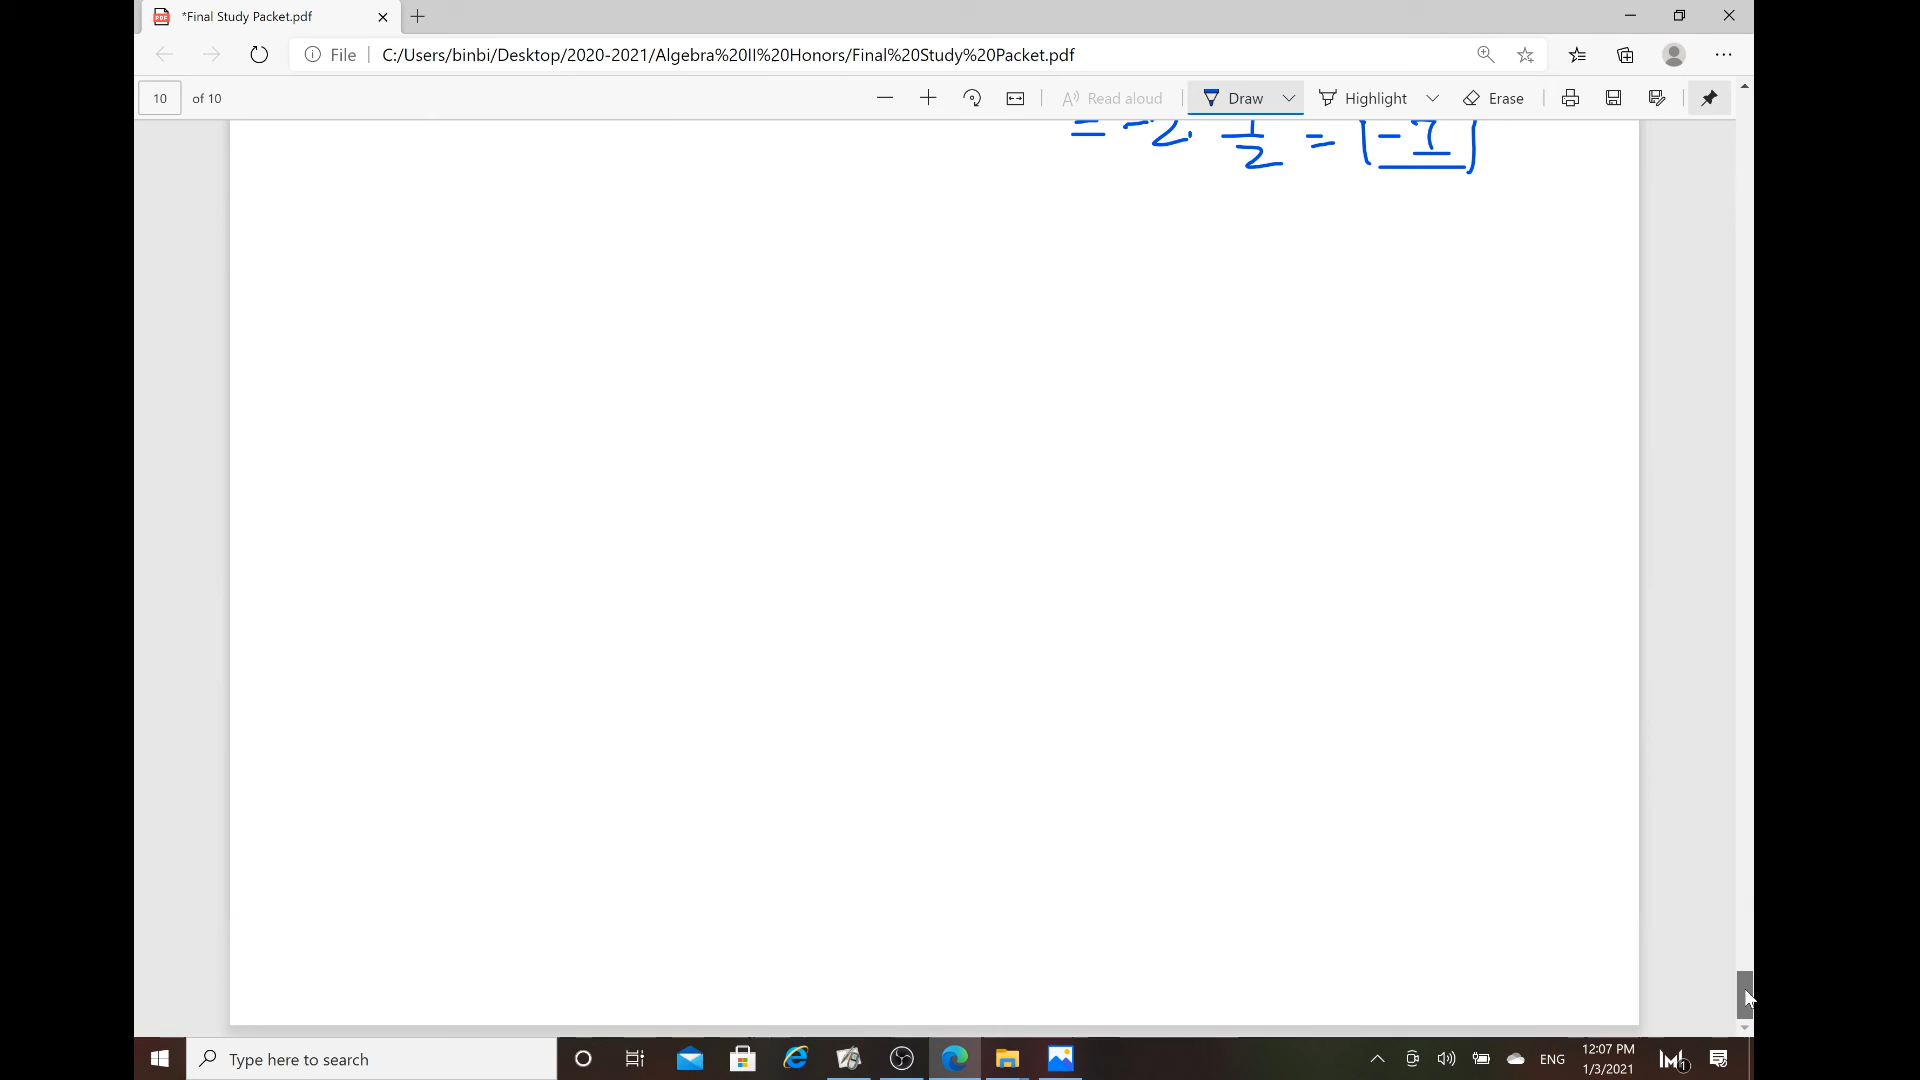 *Final Study Packet.pdf
File C:/Users/binbi/Desktop/2020-2021/Algebra%20II%20Honors/Final%20Study%20Packet.pdf
10 of 10 Read aloud Draw Highlight Erase
PDF
Type here to search
ENG
12:07 PM
1/3/2021